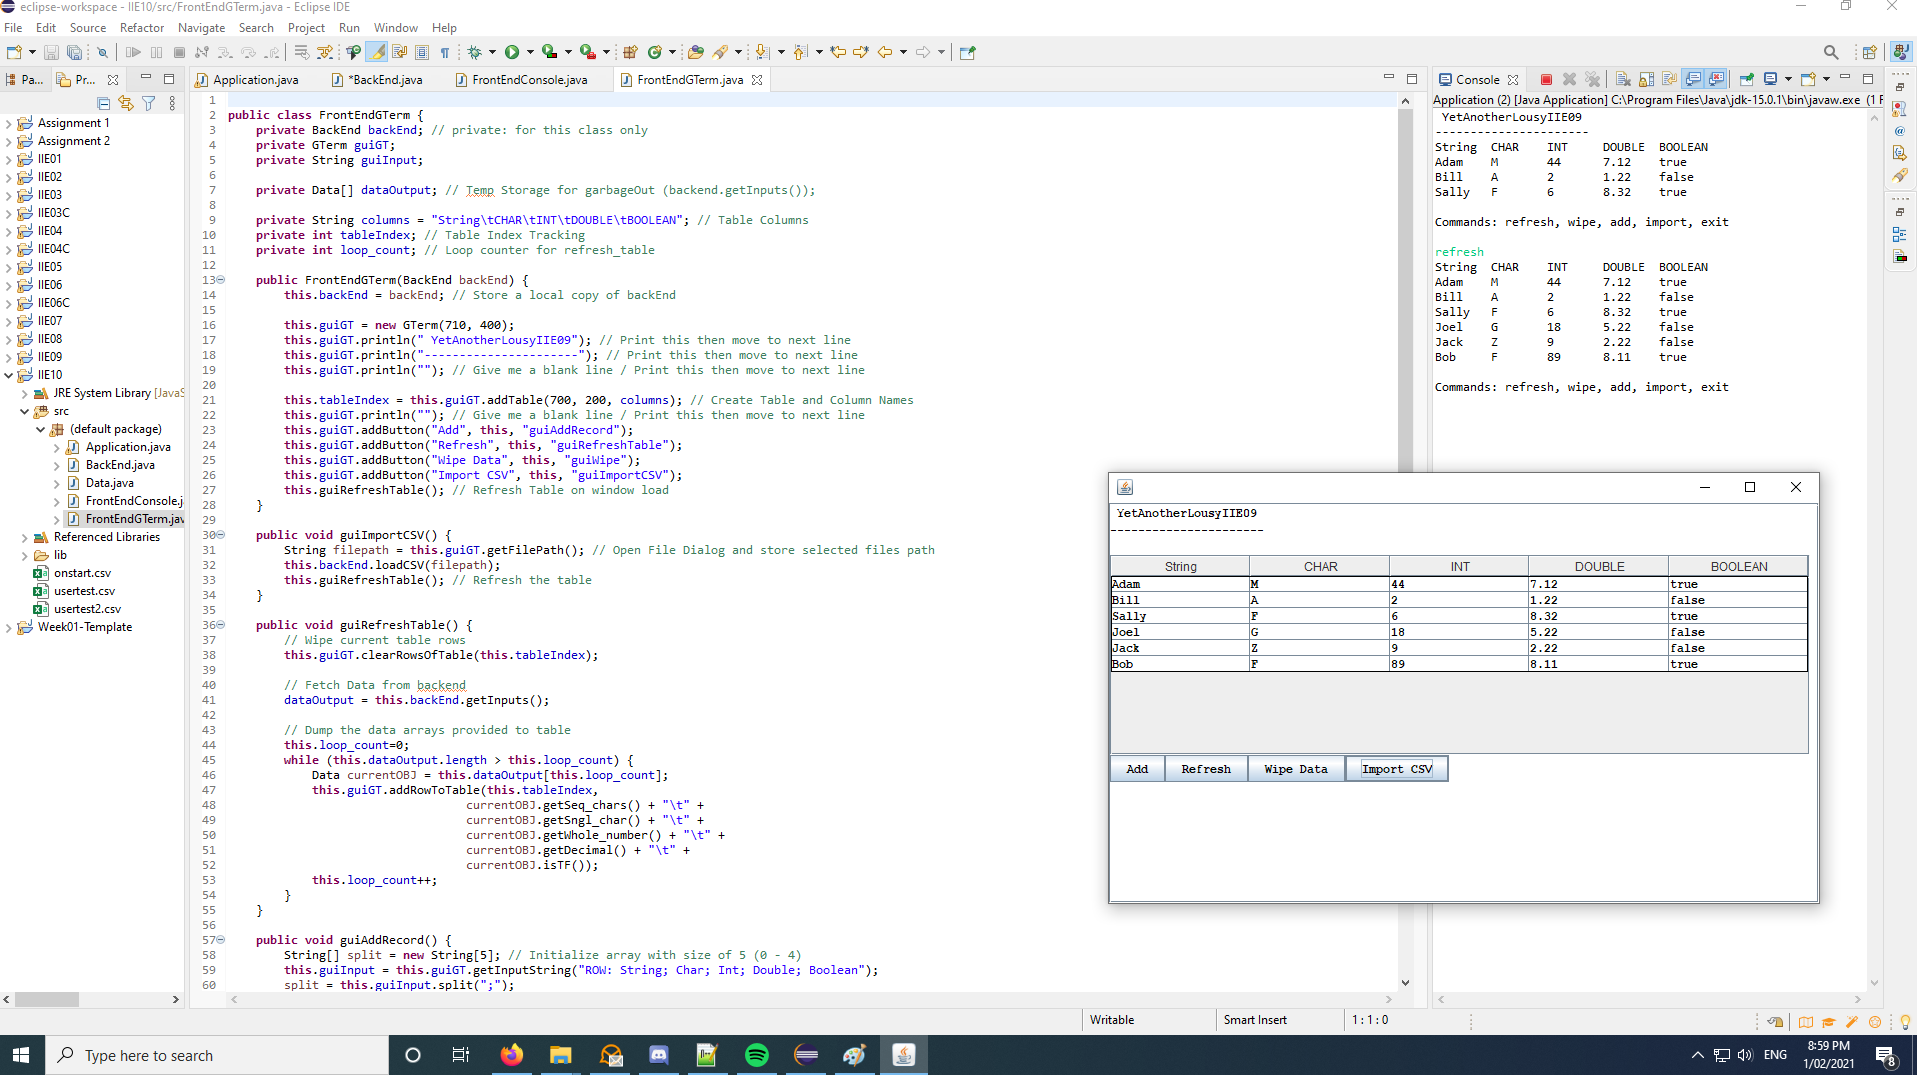 eclipse-workspace - IIE10/src/FrontEndGTerm.java - Eclipse IDE
File Edit Source Refactor Navigate Search Project Run Window Help
Pa... Pr...
Application.java *BackEnd.java FrontEndConsole.java FrontEndGTerm.java
Console
Application (2) [Java Application] C:\Program Files\Java\jdk-15.0.1\bin\javaw.exe (1 F
Assignment 1
Assignment 2
IIE01
IIE02
IIE03
IIE03C
IIE04
IIE04C
IIE05
IIE06
IIE06C
IIE07
IIE08
IIE09
IIE10
JRE System Library [JavaS
src
(default package)
Application.java
BackEnd.java
Data.java
FrontEndConsole.j
FrontEndGTerm.jav
Referenced Libraries
lib
onstart.csv
usertest.csv
usertest2.csv
Week01-Template
1
2 public class FrontEndGTerm {
3 private BackEnd backEnd; // private: for this class only
4 private GTerm guiGT;
5 private String guiInput;
6
7 private Data[] dataOutput; // Temp Storage for garbageOut (backend.getInputs());
8
9 private String columns = "String\tCHAR\tINT\tDOUBLE\tBOOLEAN"; // Table Columns
10 private int tableIndex; // Table Index Tracking
11 private int loop_count; // Loop counter for refresh_table
12
13 public FrontEndGTerm(BackEnd backEnd) {
14 this.backEnd = backEnd; // Store a local copy of backEnd
15
16 this.guiGT = new GTerm(710, 400);
17 this.guiGT.println(" YetAnotherLousyIIE09"); // Print this then move to next line
18 this.guiGT.println("----------------------"); // Print this then move to next line
19 this.guiGT.println(""); // Give me a blank line / Print this then move to next line
20
21 this.tableIndex = this.guiGT.addTable(700, 200, columns); // Create Table and Column Names
22 this.guiGT.println(""); // Give me a blank line / Print this then move to next line
23 this.guiGT.addButton("Add", this, "guiAddRecord");
24 this.guiGT.addButton("Refresh", this, "guiRefreshTable");
25 this.guiGT.addButton("Wipe Data", this, "guiWipe");
26 this.guiGT.addButton("Import CSV", this, "guiImportCSV");
27 this.guiRefreshTable(); // Refresh Table on window load
28 }
29
30 public void guiImportCSV() {
31 String filepath = this.guiGT.getFilePath(); // Open File Dialog and store selected files path
32 this.backEnd.loadCSV(filepath);
33 this.guiRefreshTable(); // Refresh the table
34 }
35
36 public void guiRefreshTable() {
37 // Wipe current table rows
38 this.guiGT.clearRowsOfTable(this.tableIndex);
39
40 // Fetch Data from backend
41 dataOutput = this.backEnd.getInputs();
42
43 // Dump the data arrays provided to table
44 this.loop_count=0;
45 while (this.dataOutput.length > this.loop_count) {
46 Data currentOBJ = this.dataOutput[this.loop_count];
47 this.guiGT.addRowToTable(this.tableIndex,
48 currentOBJ.getSeq_chars() + "\t" +
49 currentOBJ.getSngl_char() + "\t" +
50 currentOBJ.getWhole_number() + "\t" +
51 currentOBJ.getDecimal() + "\t" +
52 currentOBJ.isTF());
53 this.loop_count++;
54 }
55 }
56
57 public void guiAddRecord() {
58 String[] split = new String[5]; // Initialize array with size of 5 (0 - 4)
59 this.guiInput = this.guiGT.getInputString("ROW: String; Char; Int; Double; Boolean");
60 split = this.guiInput.split(";");
YetAnotherLousyIIE09
----------------------
String CHAR INT DOUBLE BOOLEAN
Adam M 44 7.12 true
Bill A 2 1.22 false
Sally F 6 8.32 true
Commands: refresh, wipe, add, import, exit
refresh
String CHAR INT DOUBLE BOOLEAN
Adam M 44 7.12 true
Bill A 2 1.22 false
Sally F 6 8.32 true
Joel G 18 5.22 false
Jack Z 9 2.22 false
Bob F 89 8.11 true
Commands: refresh, wipe, add, import, exit
YetAnotherLousyIIE09
----------------------
String CHAR INT DOUBLE BOOLEAN
Adam M 44 7.12 true
Bill A 2 1.22 false
Sally F 6 8.32 true
Joel G 18 5.22 false
Jack Z 9 2.22 false
Bob F 89 8.11 true
Add Refresh Wipe Data Import CSV
Writable Smart Insert 1 : 1 : 0
Type here to search
ENG
8:59 PM
1/02/2021
8